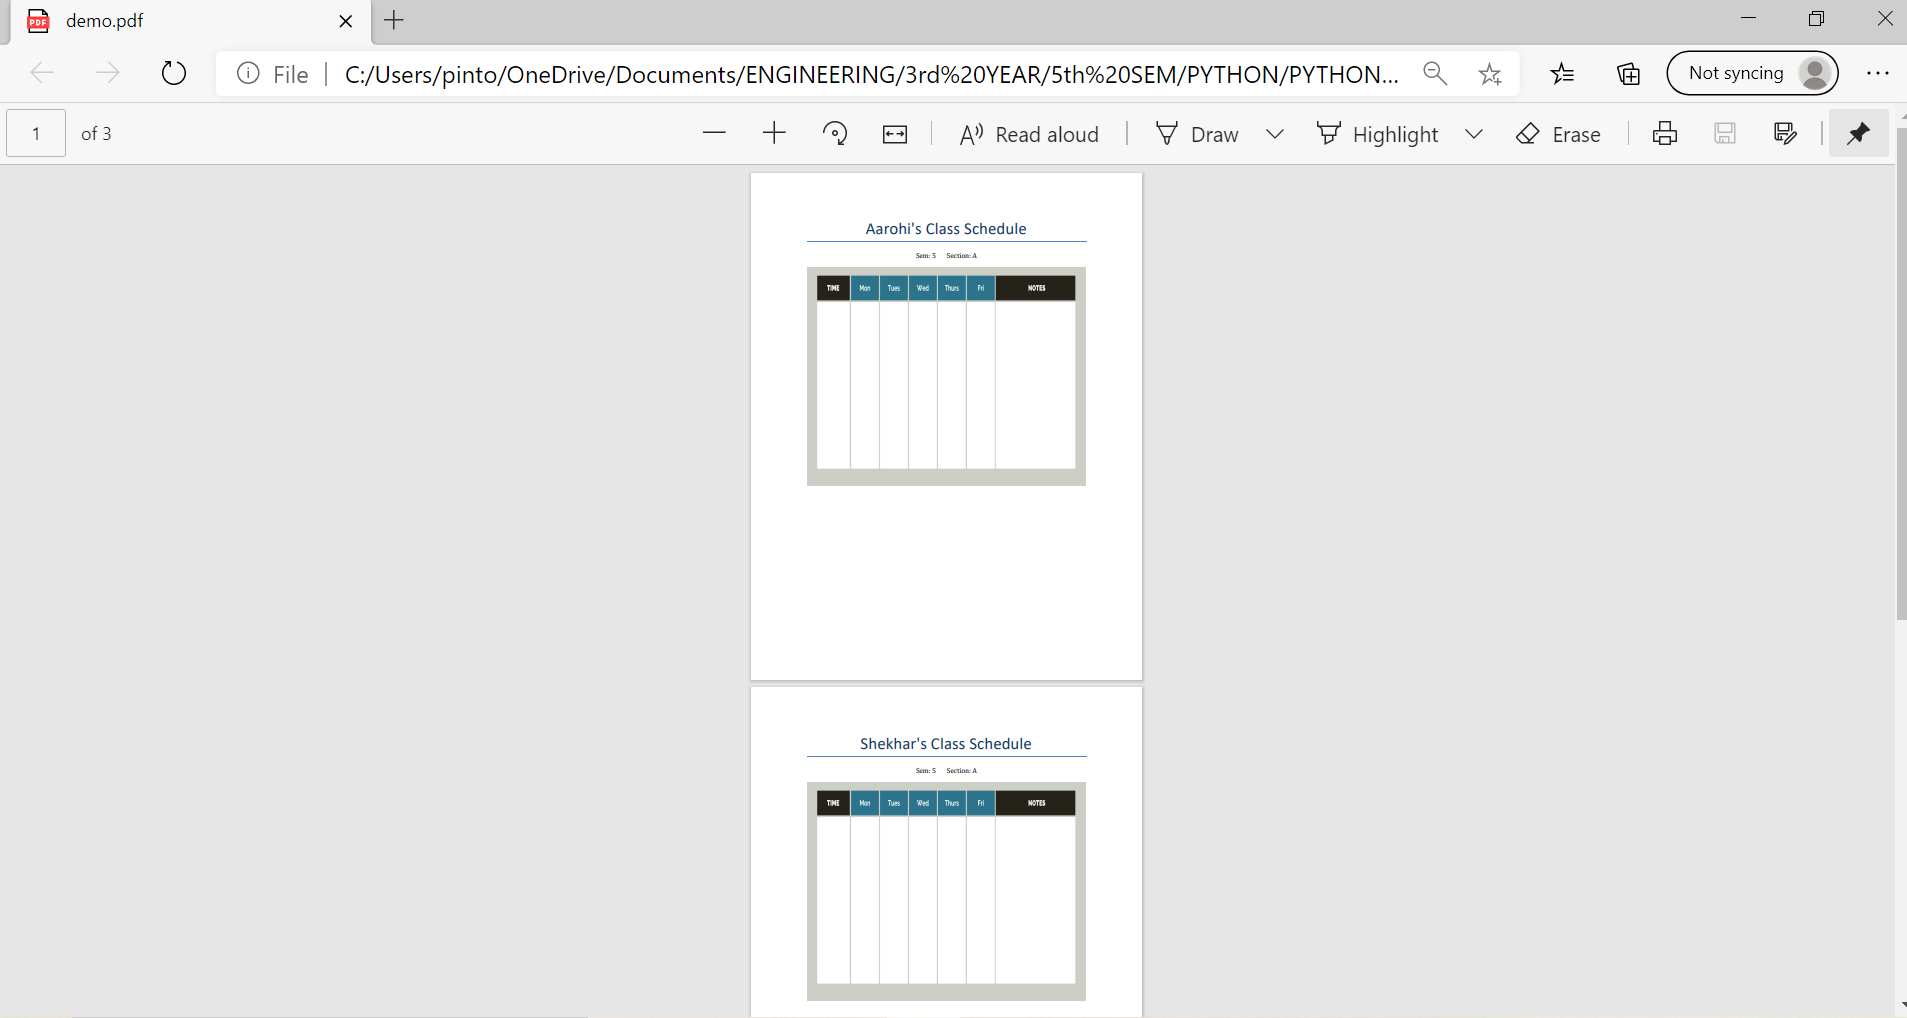 demo.pdf
File C:/Users/pinto/OneDrive/Documents/ENGINEERING/3rd%20YEAR/5th%20SEM/PYTHON/PYTHON... Not syncing
1 of 3 Read aloud Draw Highlight Erase
Aarohi's Class Schedule
Sem: 5 Section: A
TIME Mon Tues Wed Thurs Fri NOTES
Shekhar's Class Schedule
Sem: 5 Section: A
TIME Mon Tues Wed Thurs Fri NOTES